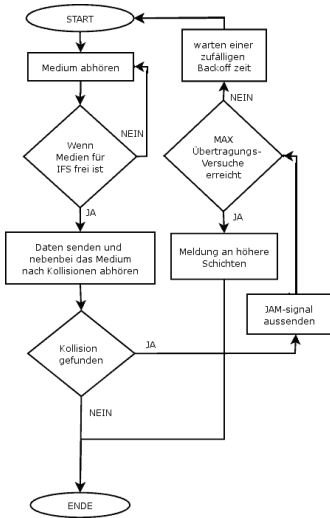 START
Medium abhören
NEIN
Wenn
Medien für
IFS frei ist
JA
Daten senden und
nebenbei das Medium
nach Kollisionen abhören
Kollision
gefunden
JA
NEIN
ENDE
warten einer
zufälligen
Backoff zeit
NEIN
MAX
Übertragungs-
Versuche
erreicht
JA
Meldung an höhere
Schichten
JAM-signal
aussenden